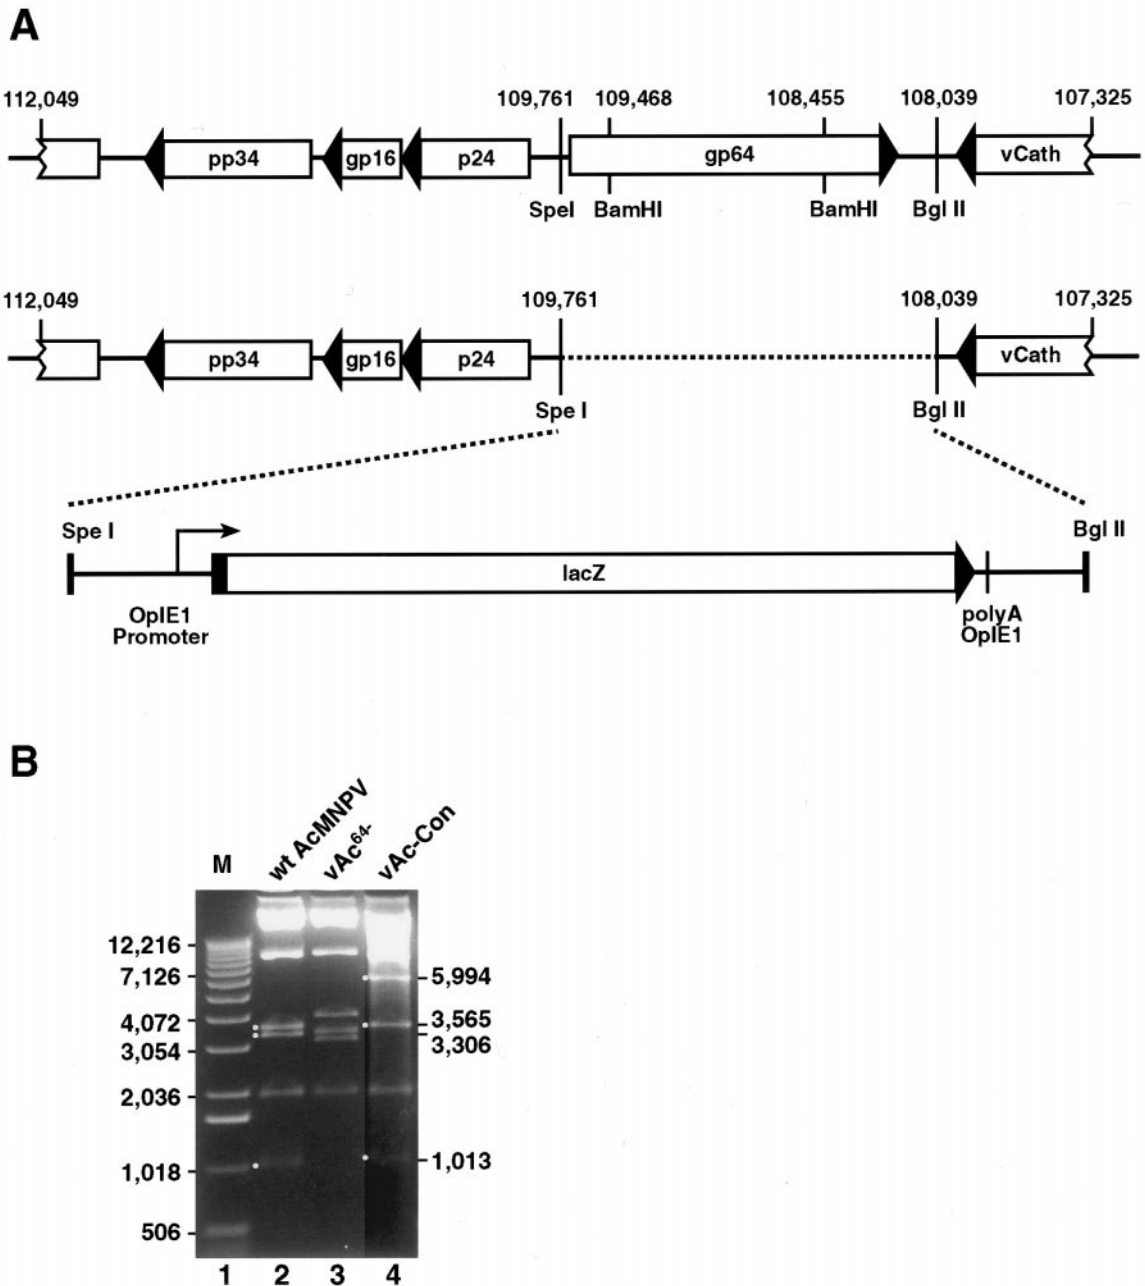 A
112,049 109,761 109,468 108,455 108,039 107,325
pp34 gp16 p24 gp64 vCath
SpeI BamHI BamHI Bgl II
112,049 109,761 108,039 107,325
pp34 gp16 p24 vCath
Spe I Bgl II
Spe I Bgl II
lacZ
OpIE1
Promoter
polyA
OpIE1
B
M wt AcMNPV vAc64- vAc-Con
12,216
7,126 5,994
4,072 3,565
3,054 3,306
2,036
1,018 1,013
506
1 2 3 4